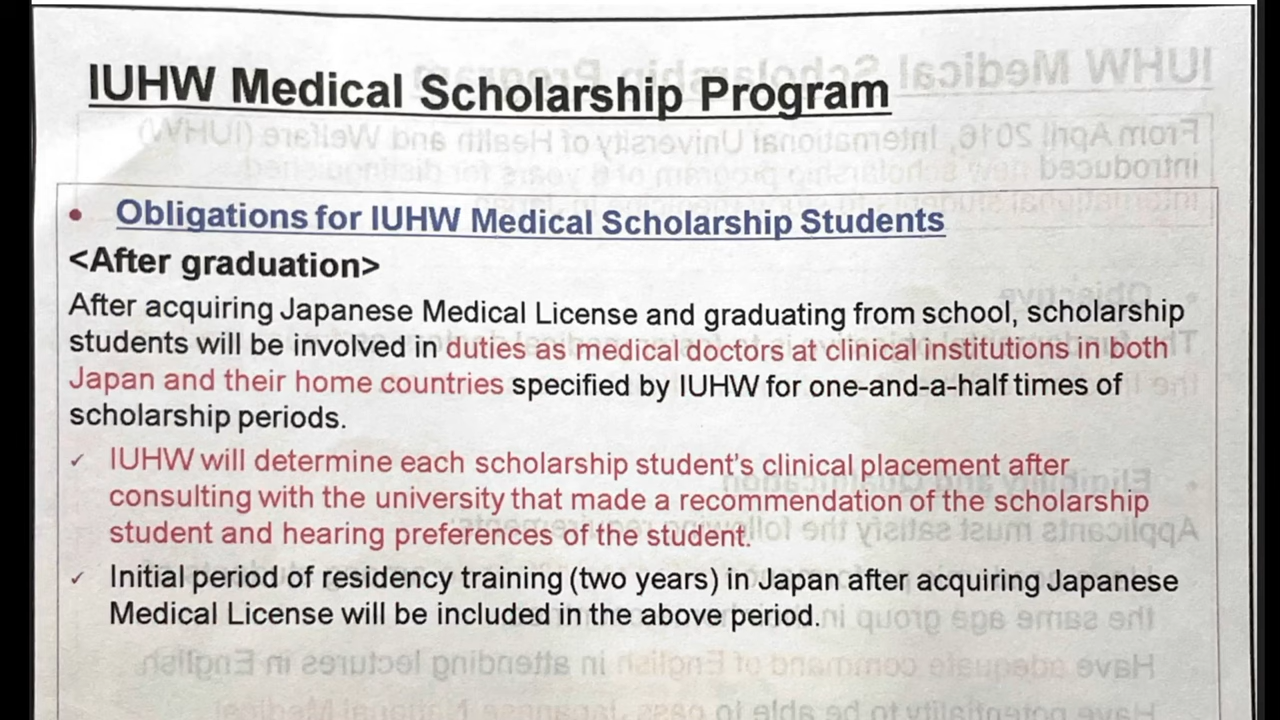 IUHW Medical Scholarship Program
• Obligations for IUHW Medical Scholarship Students
<After graduation>
After acquiring Japanese Medical License and graduating from school, scholarship
students will be involved in duties as medical doctors at clinical institutions in both
Japan and their home countries specified by IUHW for one-and-a-half times of
scholarship periods.
✓ IUHW will determine each scholarship student's clinical placement after
consulting with the university that made a recommendation of the scholarship
student and hearing preferences of the student.
✓ Initial period of residency training (two years) in Japan after acquiring Japanese
Medical License will be included in the above period.